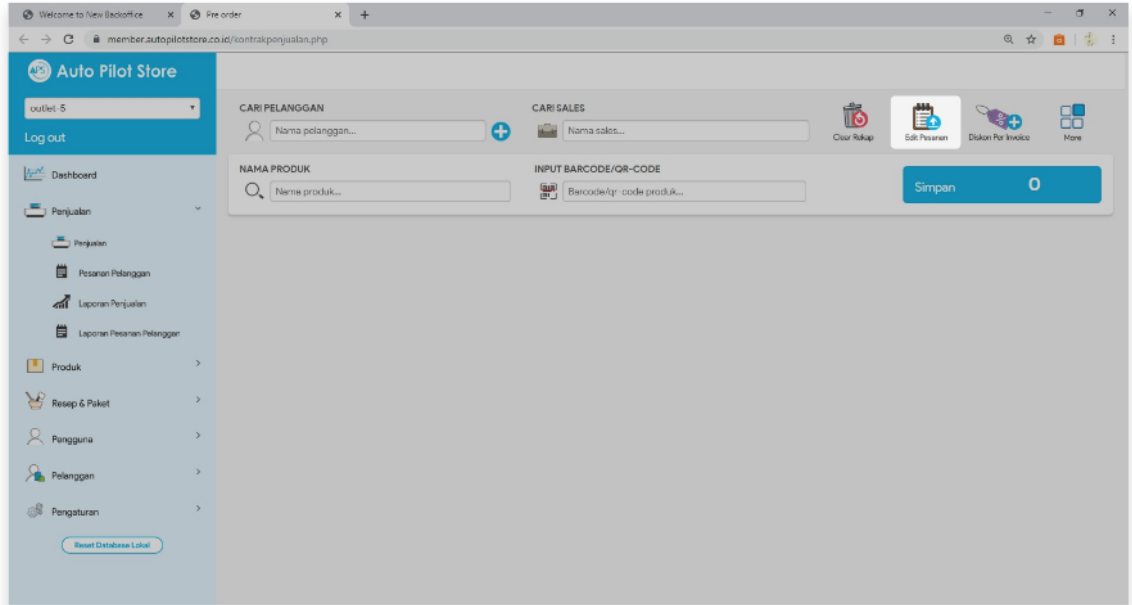 Welcome to New Backoffice
Pre order
member.autopilotstore.co.id/kontrakpenjualan.php
APS Auto Pilot Store
outlet-5
Log out
CARI PELANGGAN
Nama pelanggan...
CARI SALES
Nama sales...
Clear Rekap
Edit Pesanan
Diskon Per Invoice
More
NAMA PRODUK
Nama produk...
INPUT BARCODE/QR-CODE
Barcode/qr-code produk...
Simpan 0
Dashboard
Penjualan
Penjualan
Pesanan Pelanggan
Laporan Penjualan
Laporan Pesanan Pelanggan
Produk
Resep & Paket
Pengguna
Pelanggan
Pengaturan
Reset Database Lokal